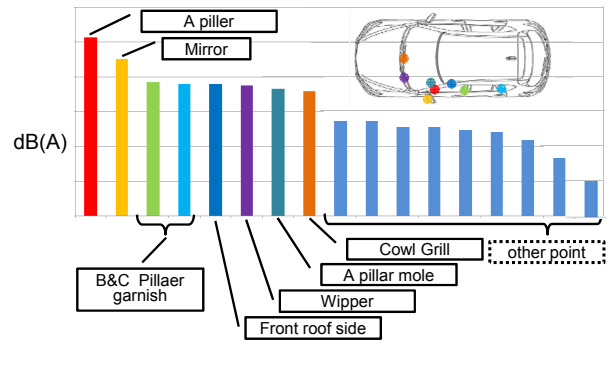 A piller
Mirror
dB(A)
Cowl Grill
other point
B&C Pillaer
garnish
A pillar mole
Wipper
Front roof side